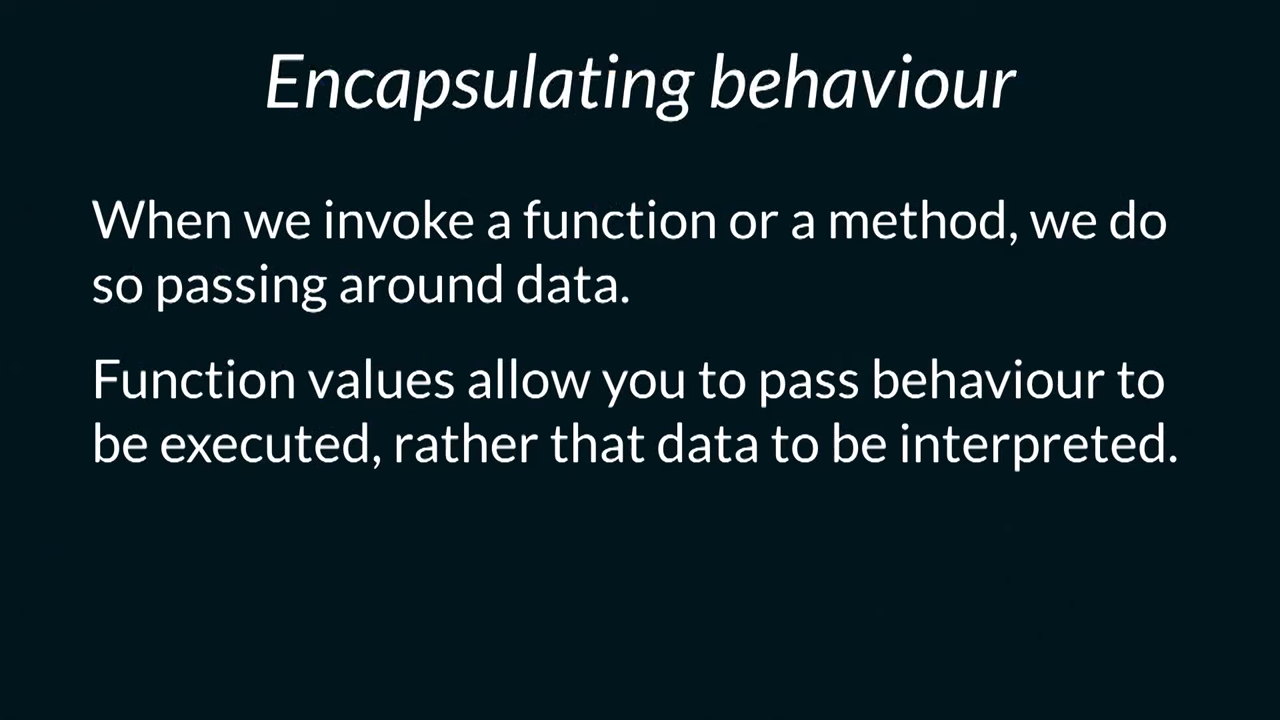 Encapsulating behaviour
When we invoke a function or a method, we do
so passing around data.
Function values allow you to pass behaviour to
be executed, rather that data to be interpreted.